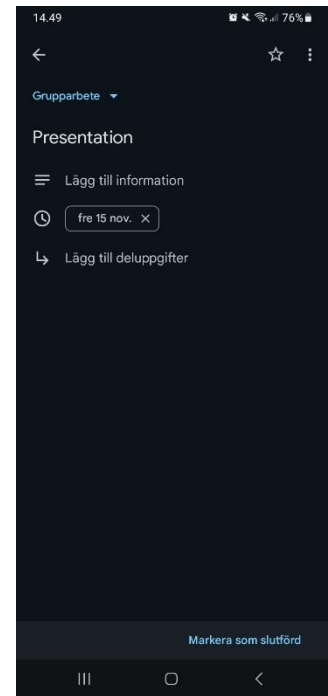 14.49 76%
Grupparbete
Presentation
Lägg till information
fre 15 nov.
Lägg till deluppgifter
Markera som slutförd